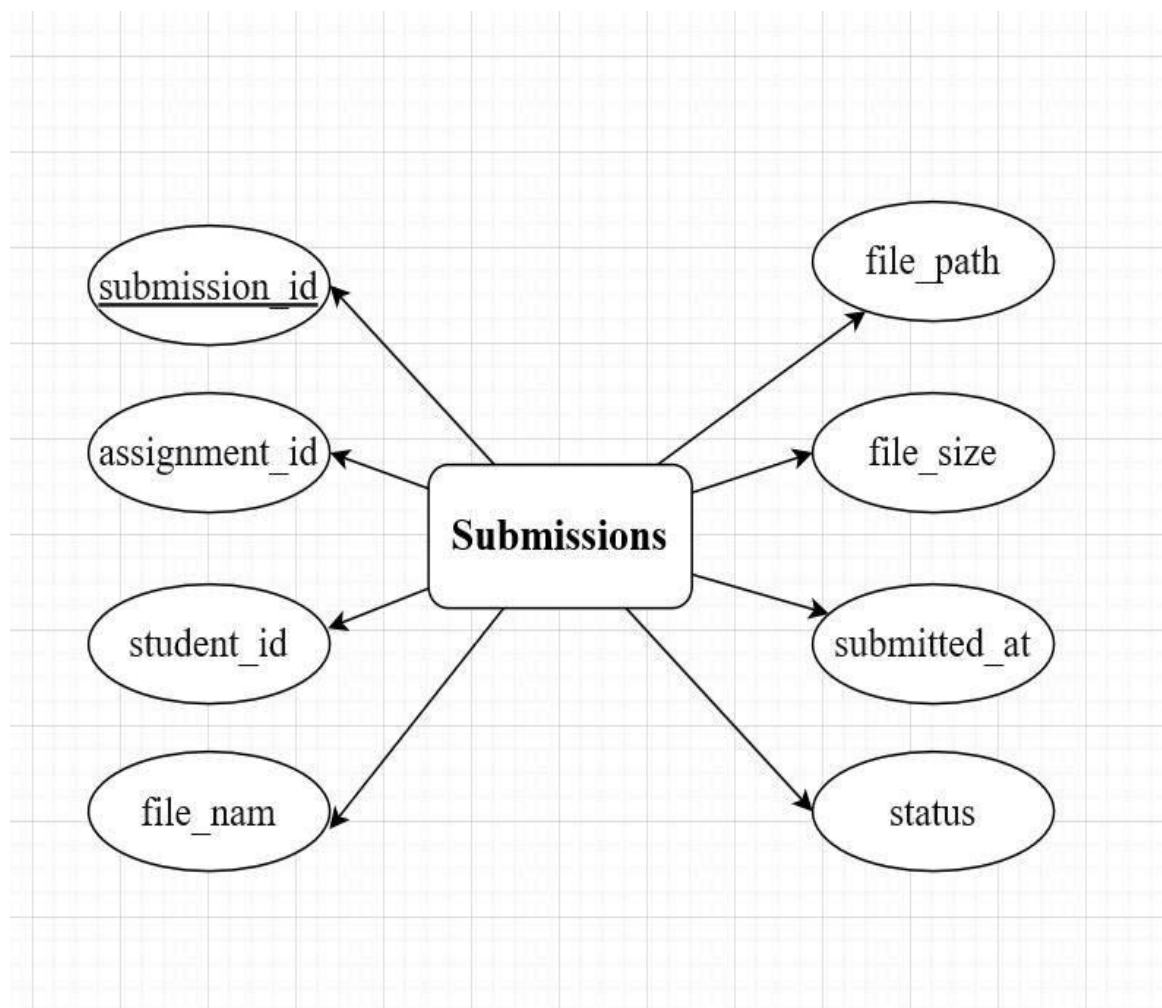 submission_id
assignment_id
student_id
file_nam
Submissions
file_path
file_size
submitted_at
status